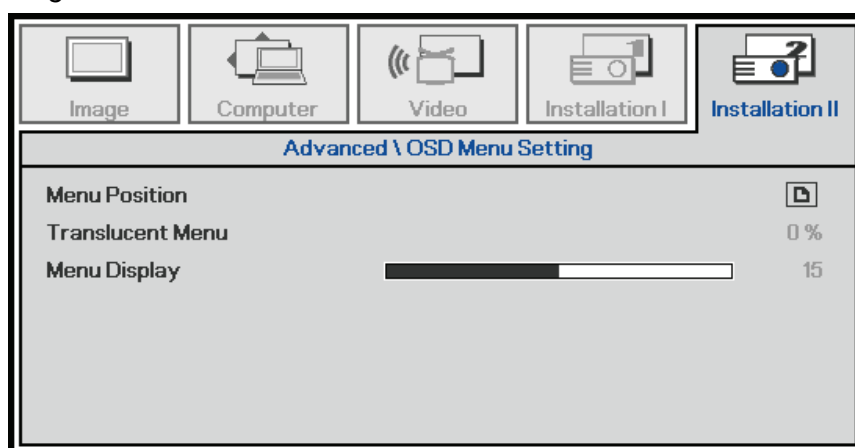 Image Computer Video Installation I Installation II
Advanced \ OSD Menu Setting
Menu Position
Translucent Menu 0 %
Menu Display 15